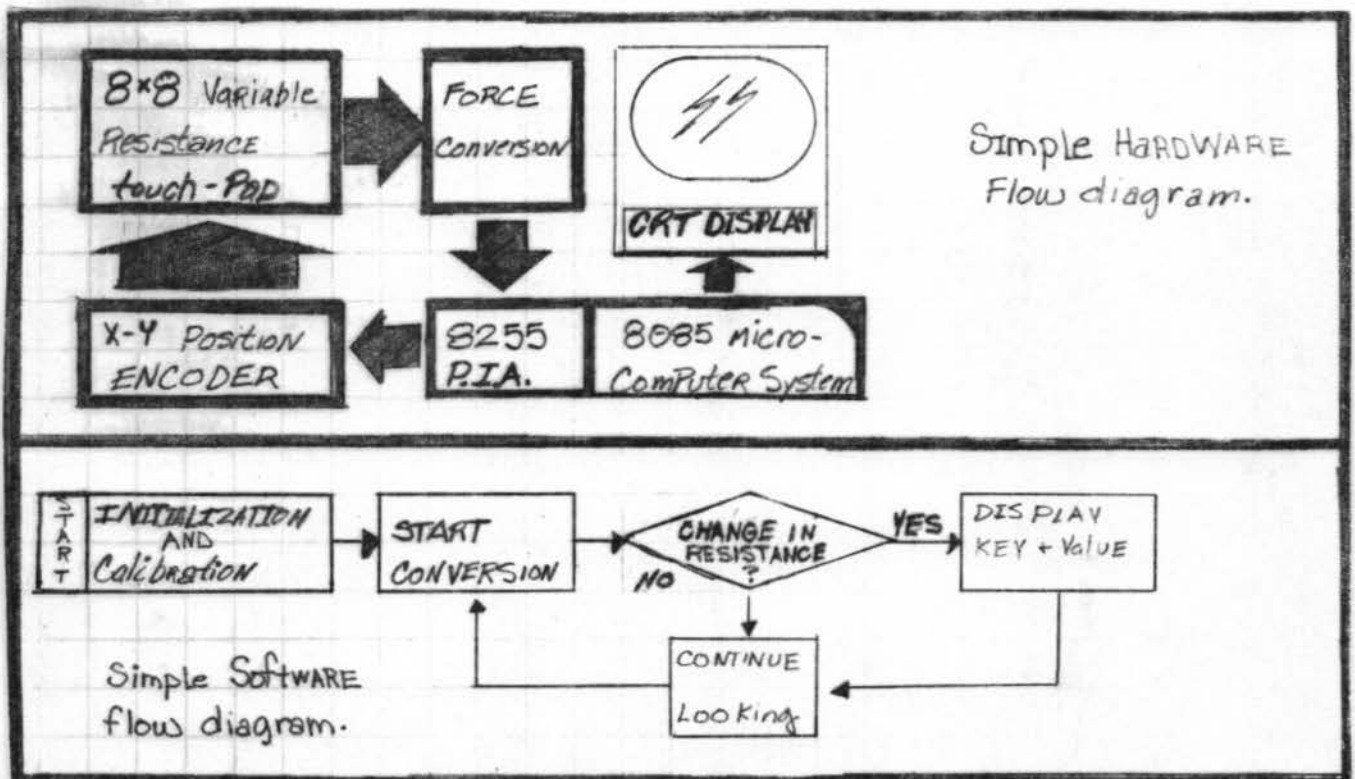 8×8 Variable
Resistance
touch-Pad
FORCE
Conversion
CRT DISPLAY
Simple HARDWARE
Flow diagram.
X-Y Position
ENCODER
8255
P.I.A.
8085 micro-
Computer System
START
INITIALIZATION
AND
Calibration
START
CONVERSION
CHANGE IN
RESISTANCE
?
YES
NO
DISPLAY
KEY + Value
CONTINUE
Looking
Simple Software
flow diagram.